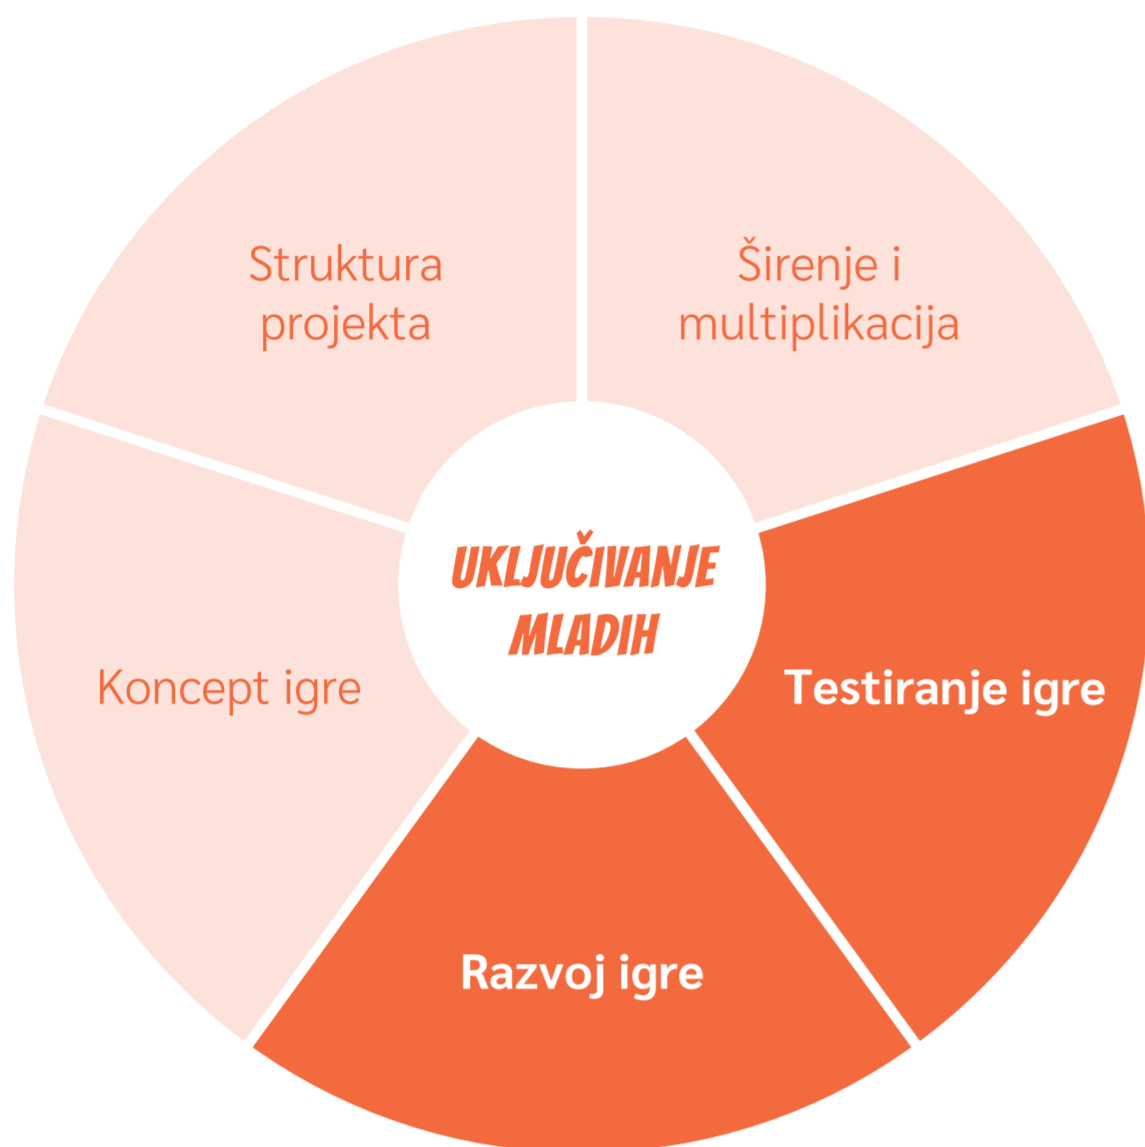 Struktura
projekta
Širenje i
multiplikacija
UKLJUČIVANJE
MLADIH
Koncept igre
Testiranje igre
Razvoj igre